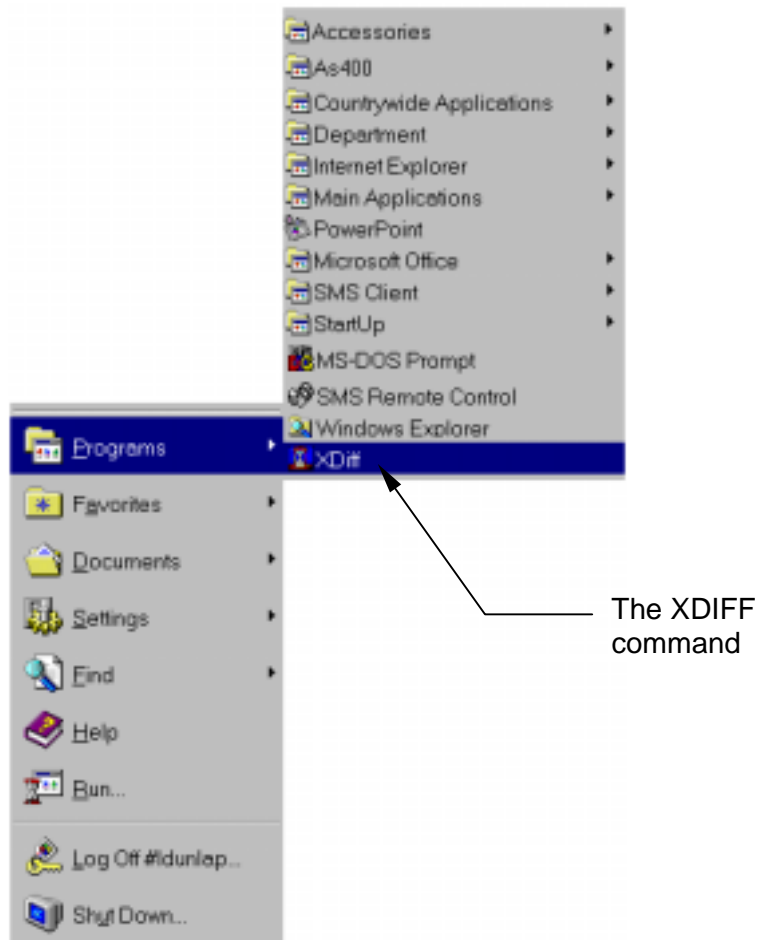 Accessories
As400
Countrywide Applications
Department
Internet Explorer
Main Applications
PowerPoint
Microsoft Office
SMS Client
StartUp
MS-DOS Prompt
SMS Remote Control
Windows Explorer
XDiff
Programs
Favorites
Documents
Settings
Find
Help
Run...
Log Off #ldunlap...
Shut Down...
The XDIFF
command